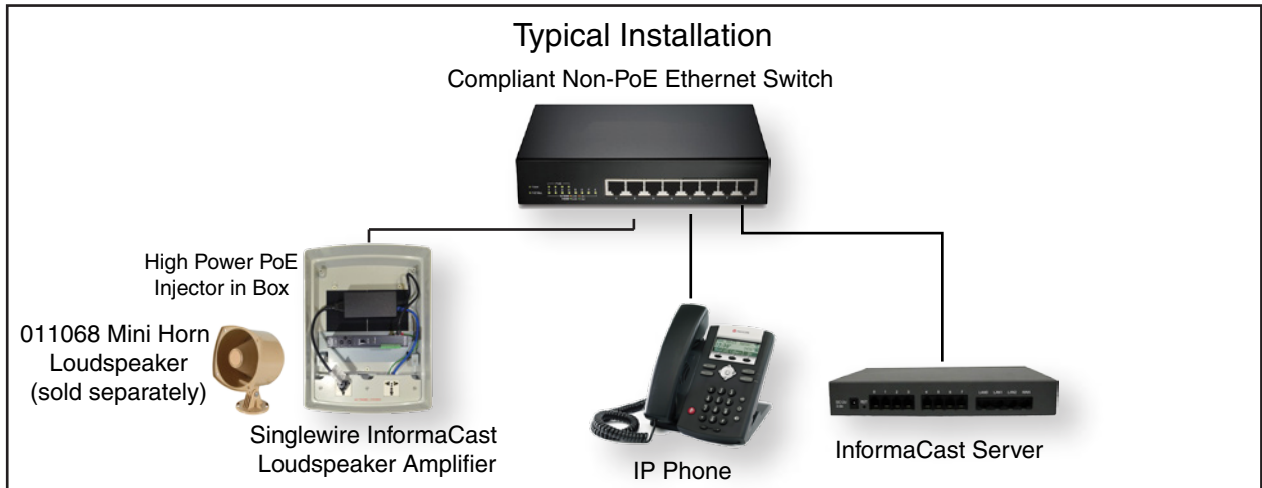 Typical Installation
Compliant Non-PoE Ethernet Switch
High Power PoE
Injector in Box
011068 Mini Horn
Loudspeaker
(sold separately)
Singlewire InformaCast
Loudspeaker Amplifier
IP Phone
InformaCast Server